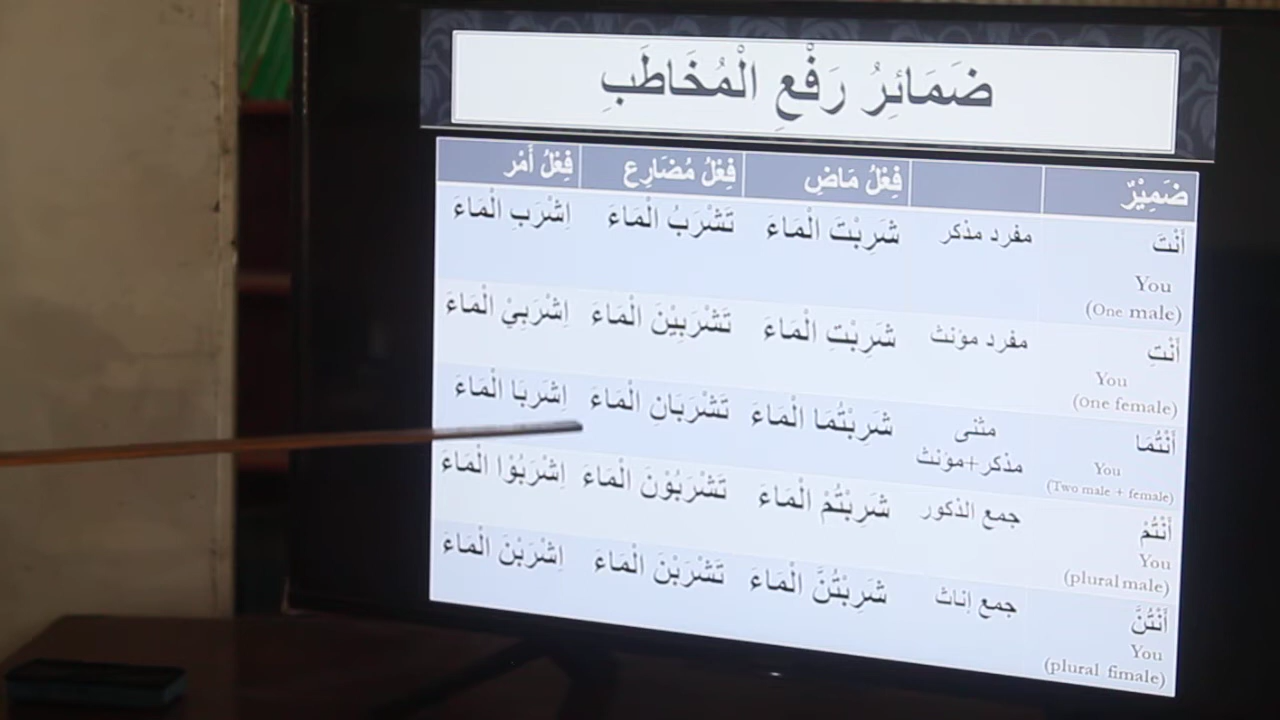 ضَمَائِرُ رَفْعِ الْمُخَاطَبِ
ضَمِيْرٌ فِعْلُ مَاضِ فِعْلُ مُضَارِع فِعْلُ أَمْر
أَنْتَ مفرد مذكر شَرِبْتَ الْمَاءَ تَشْرَبُ الْمَاءَ اِشْرَبِ الْمَاءَ
You
(One male)
أَنْتِ مفرد مؤنث شَرِبْتِ الْمَاءَ تَشْرَبِيْنَ الْمَاءَ اِشْرَبِيْ الْمَاءَ
You
(One female)
أَنْتُمَا مثنى شَرِبْتُمَا الْمَاءَ تَشْرَبَانِ الْمَاءَ اِشْرَبَا الْمَاءَ
You مذكر+مؤنث
(Two male + female)
أَنْتُمْ جمع الذكور شَرِبْتُمْ الْمَاءَ تَشْرَبُوْنَ الْمَاءَ اِشْرَبُوْا الْمَاءَ
You
(plural male)
أَنْتُنَّ جمع إناث شَرِبْتُنَّ الْمَاءَ تَشْرَبْنَ الْمَاءَ اِشْرَبْنَ الْمَاءَ
You
(plural fimale)